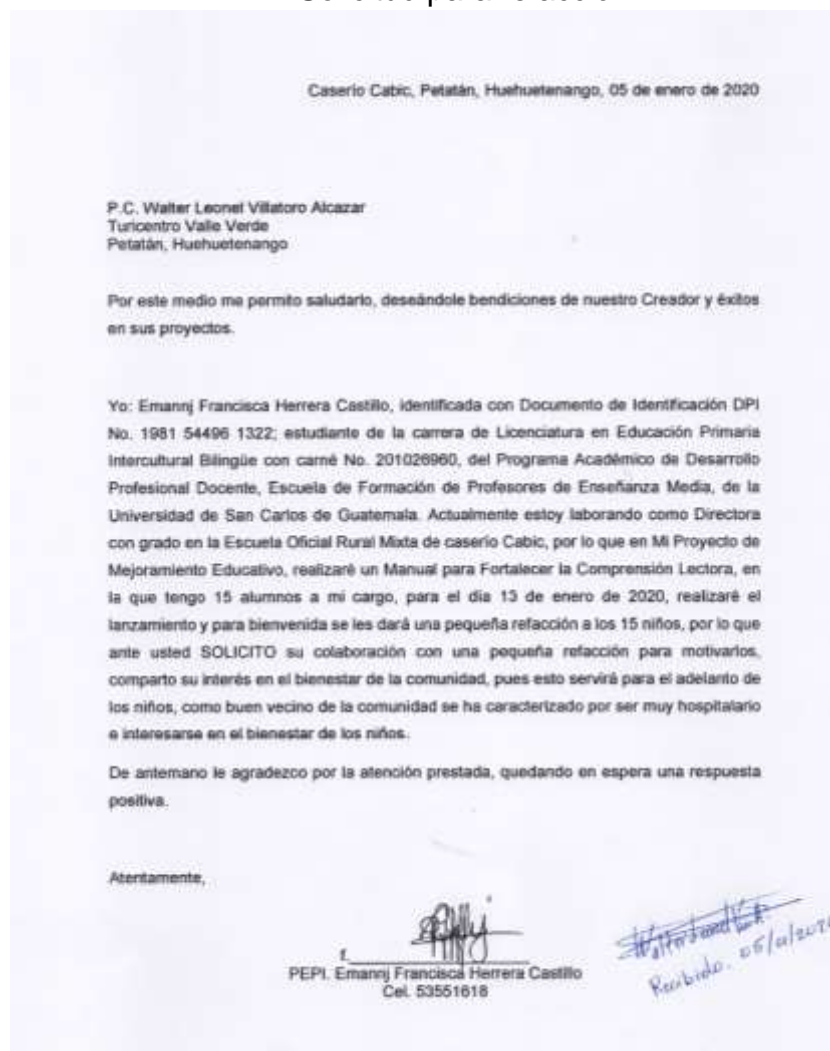 Caserío Cabic, Petatán, Huehuetenango, 05 de enero de 2020
P.C. Walter Leonel Villatoro Alcazar
Turicentro Valle Verde
Petatán, Huehuetenango
Por este medio me permito saludarlo, deseándole bendiciones de nuestro Creador y éxitos
en sus proyectos.
Yo: Emannj Francisca Herrera Castillo, identificada con Documento de Identificación DPI
No. 1981 54496 1322; estudiante de la carrera de Licenciatura en Educación Primaria
Intercultural Bilingüe con carné No. 201026960, del Programa Académico de Desarrollo
Profesional Docente, Escuela de Formación de Profesores de Enseñanza Media, de la
Universidad de San Carlos de Guatemala. Actualmente estoy laborando como Directora
con grado en la Escuela Oficial Rural Mixta de caserío Cabic, por lo que en Mi Proyecto de
Mejoramiento Educativo, realizaré un Manual para Fortalecer la Comprensión Lectora, en
la que tengo 15 alumnos a mi cargo, para el día 13 de enero de 2020, realizaré el
lanzamiento y para bienvenida se les dará una pequeña refacción a los 15 niños, por lo que
ante usted SOLICITO su colaboración con una pequeña refacción para motivarlos,
comparto su interés en el bienestar de la comunidad, pues esto servirá para el adelanto de
los niños, como buen vecino de la comunidad se ha caracterizado por ser muy hospitalario
e interesarse en el bienestar de los niños.
De antemano le agradezco por la atención prestada, quedando en espera una respuesta
positiva.
Atentamente,
f.
PEPI. Emannj Francisca Herrera Castillo
Cel. 53551618
Recibido. 05/01/2020